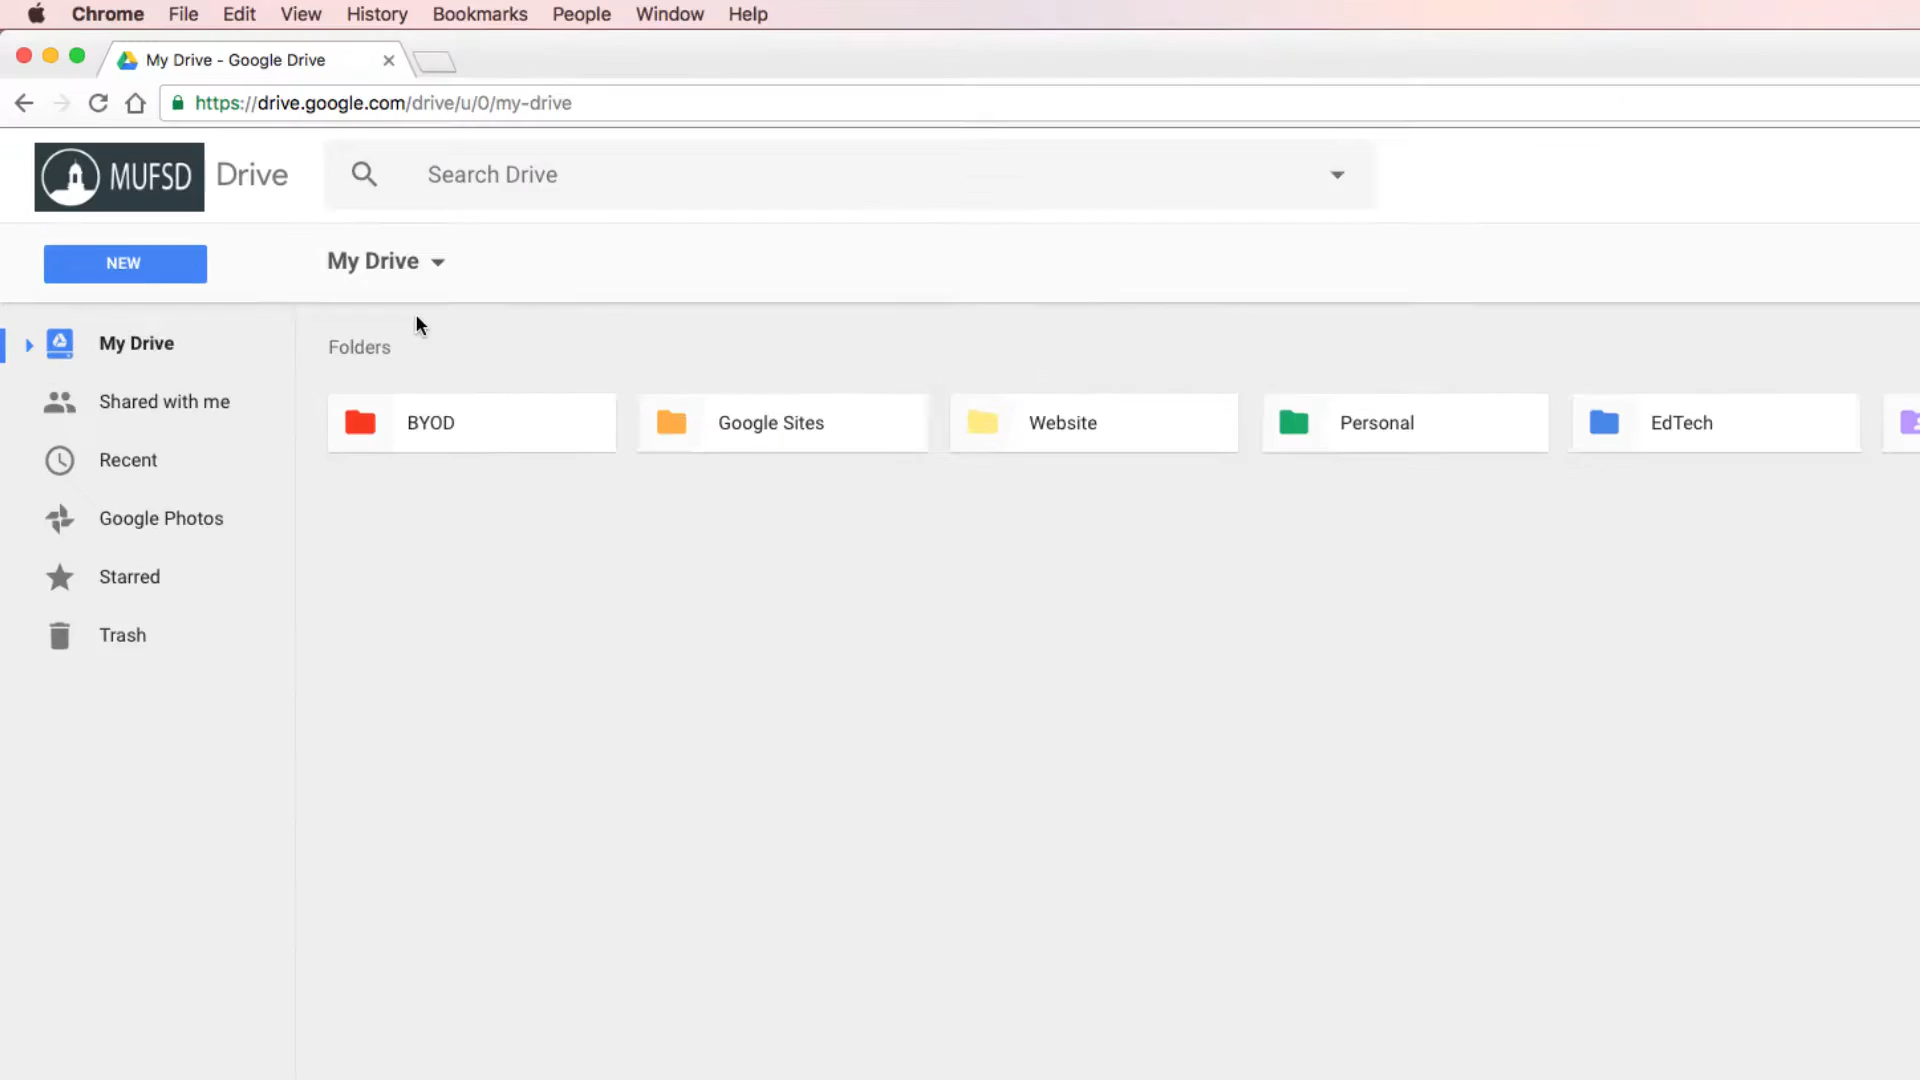 Chrome File Edit View History Bookmarks People Window Help
My Drive - Google Drive
https://drive.google.com/drive/u/0/my-drive
MUFSD Drive Search Drive
NEW My Drive
My Drive
Folders
Shared with me
BYOD Google Sites Website Personal EdTech
Recent
Google Photos
Starred
Trash